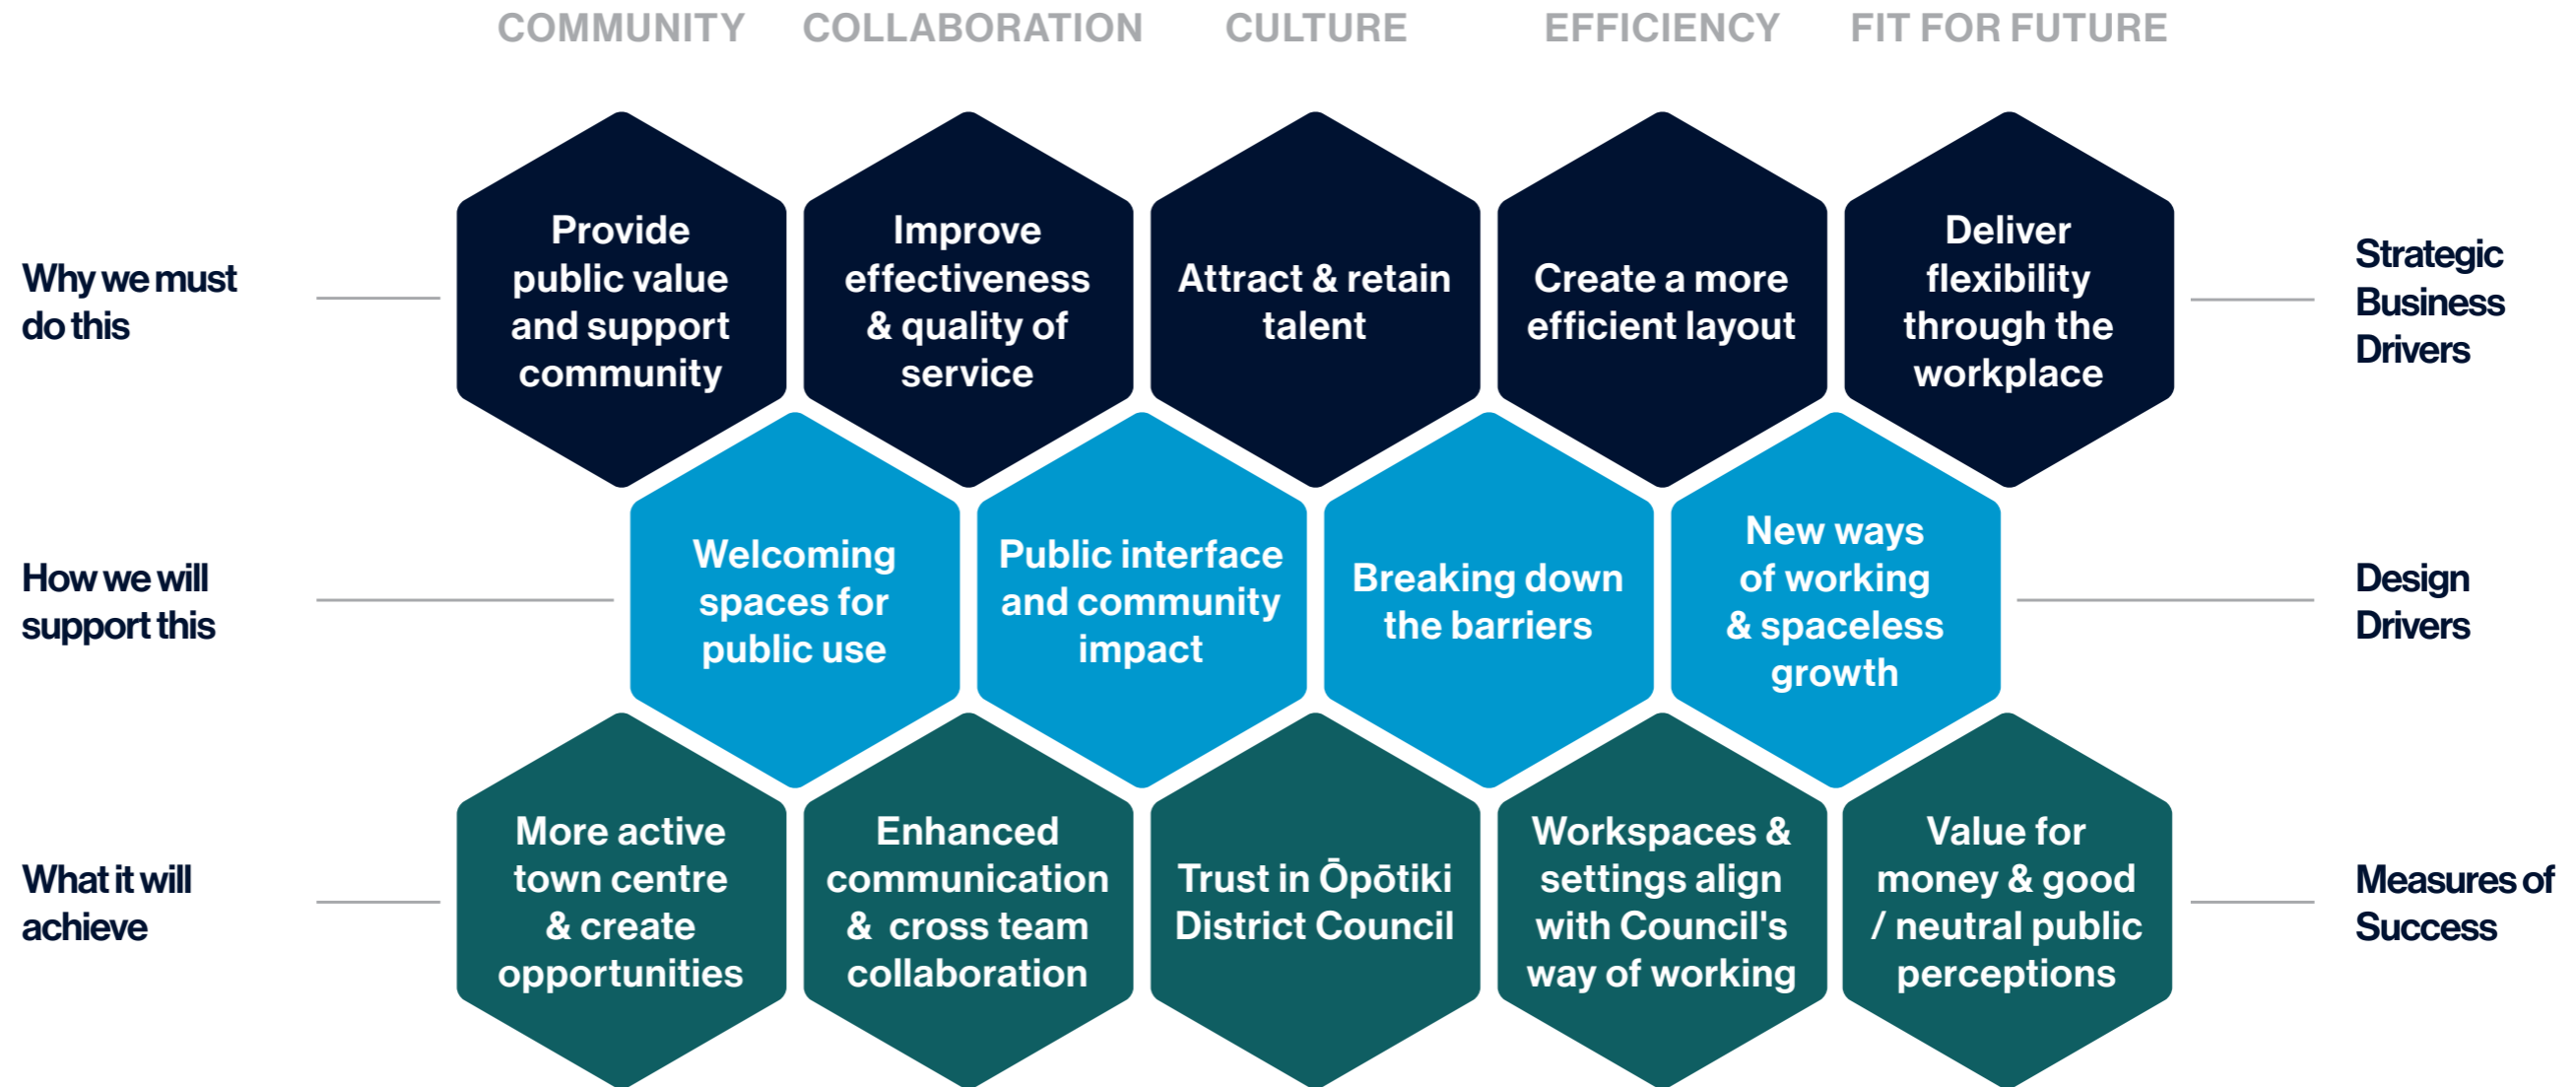 COMMUNITY
COLLABORATION
CULTURE
EFFICIENCY
FIT FOR FUTURE
Why we must
do this
Provide
public value
and support
community
Improve
effectiveness
& quality of
service
Attract & retain
talent
Create a more
efficient layout
Deliver
flexibility
through the
workplace
Strategic
Business
Drivers
How we will
support this
Welcoming
spaces for
public use
Public interface
and community
impact
Breaking down
the barriers
New ways
of working
& spaceless
growth
Design
Drivers
What it will
achieve
More active
town centre
& create
opportunities
Enhanced
communication
& cross team
collaboration
Trust in Ōpōtiki
District Council
Workspaces &
settings align
with Council's
way of working
Value for
money & good
/ neutral public
perceptions
Measures of
Success